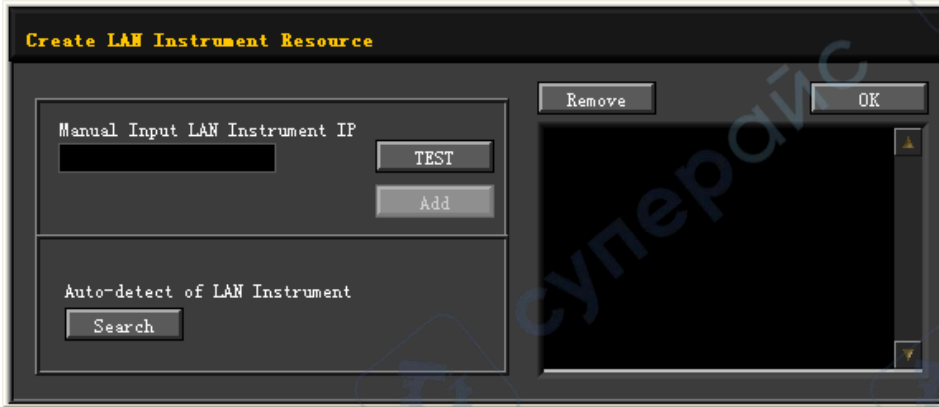 Create LAN Instrument Resource
Manual Input LAN Instrument IP
TEST
Add
Auto-detect of LAN Instrument
Search
Remove
OK
суперайс